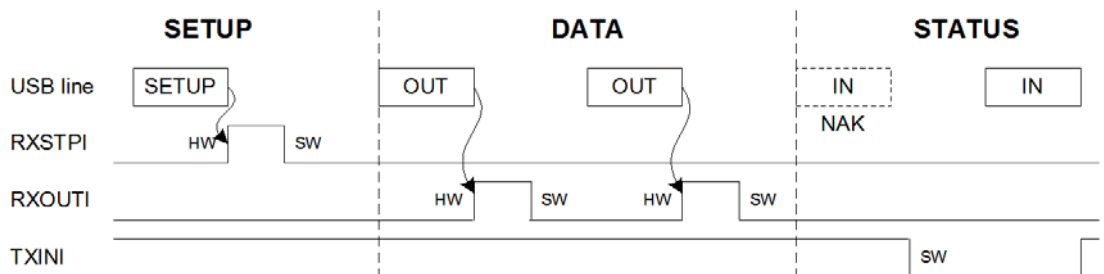 SETUP DATA STATUS
USB line SETUP OUT OUT IN IN
NAK
RXSTPI HW SW
RXOUTI HW SW HW SW
TXINI SW